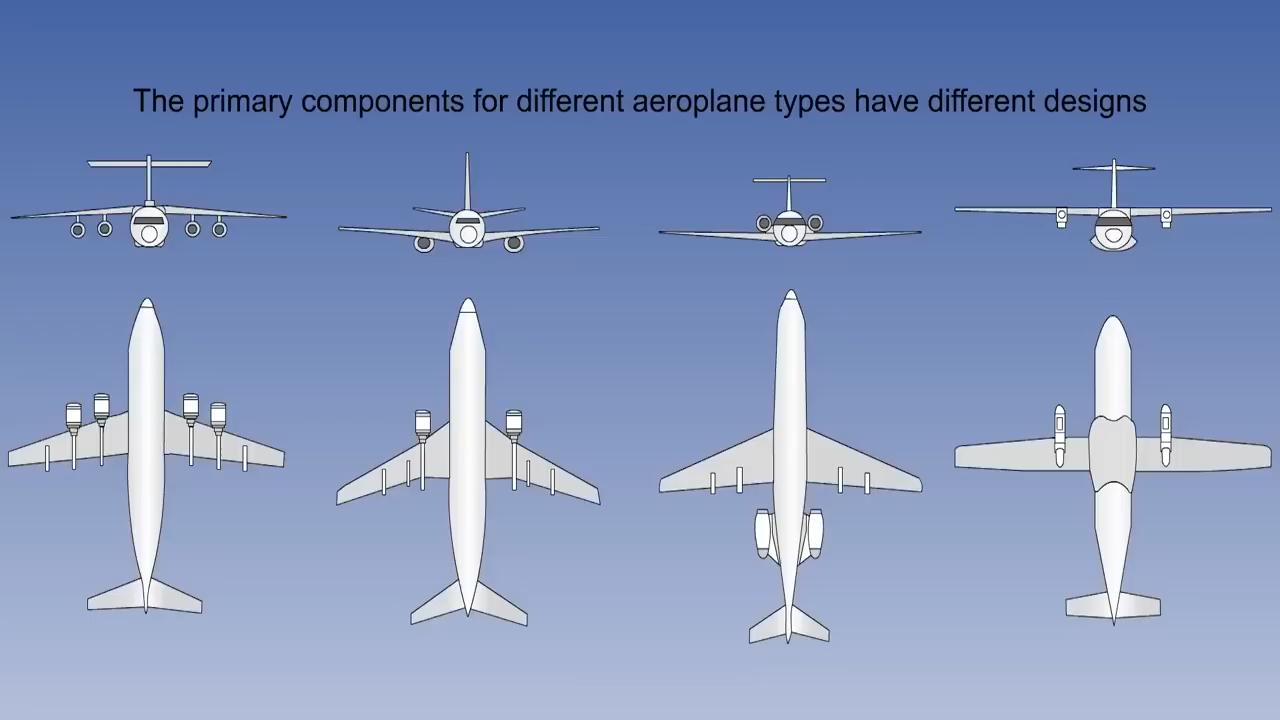 The primary components for different aeroplane types have different designs